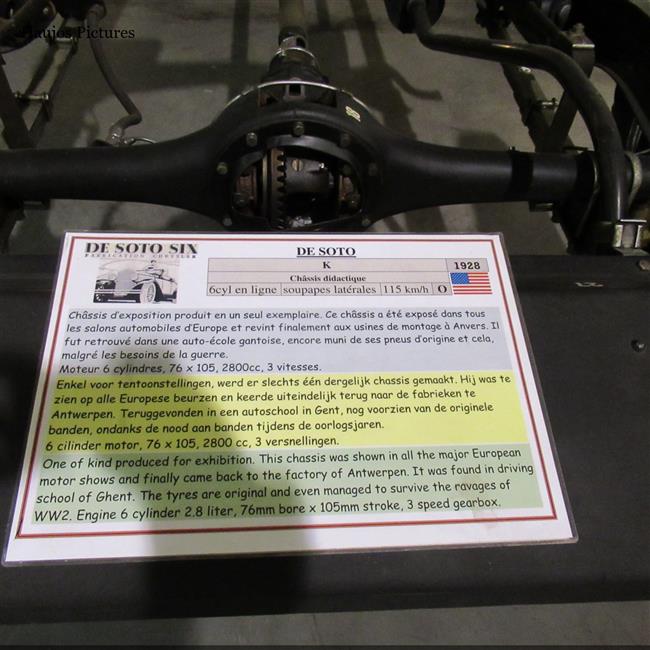 Haujos Pictures
DE SOTO SIX
FABRICATION CHRYSLER
DE SOTO
K 1928
Châssis didactique
6cyl en ligne soupapes latérales 115 km/h O
Châssis d'exposition produit en un seul exemplaire. Ce châssis a été exposé dans tous
les salons automobiles d'Europe et revint finalement aux usines de montage à Anvers. Il
fut retrouvé dans une auto-école gantoise, encore muni de ses pneus d'origine et cela,
malgré les besoins de la guerre.
Moteur 6 cylindres, 76 x 105, 2800cc, 3 vitesses.
Enkel voor tentoonstellingen, werd er slechts één dergelijk chassis gemaakt. Hij was te
zien op alle Europese beurzen en keerde uiteindelijk terug naar de fabrieken te
Antwerpen. Teruggevonden in een autoschool in Gent, nog voorzien van de originele
banden, ondanks de nood aan banden tijdens de oorlogsjaren.
6 cilinder motor, 76 x 105, 2800 cc, 3 versnellingen.
One of kind produced for exhibition. This chassis was shown in all the major European
motor shows and finally came back to the factory of Antwerpen. It was found in driving
school of Ghent. The tyres are original and even managed to survive the ravages of
WW2. Engine 6 cylinder 2.8 liter, 76mm bore x 105mm stroke, 3 speed gearbox.